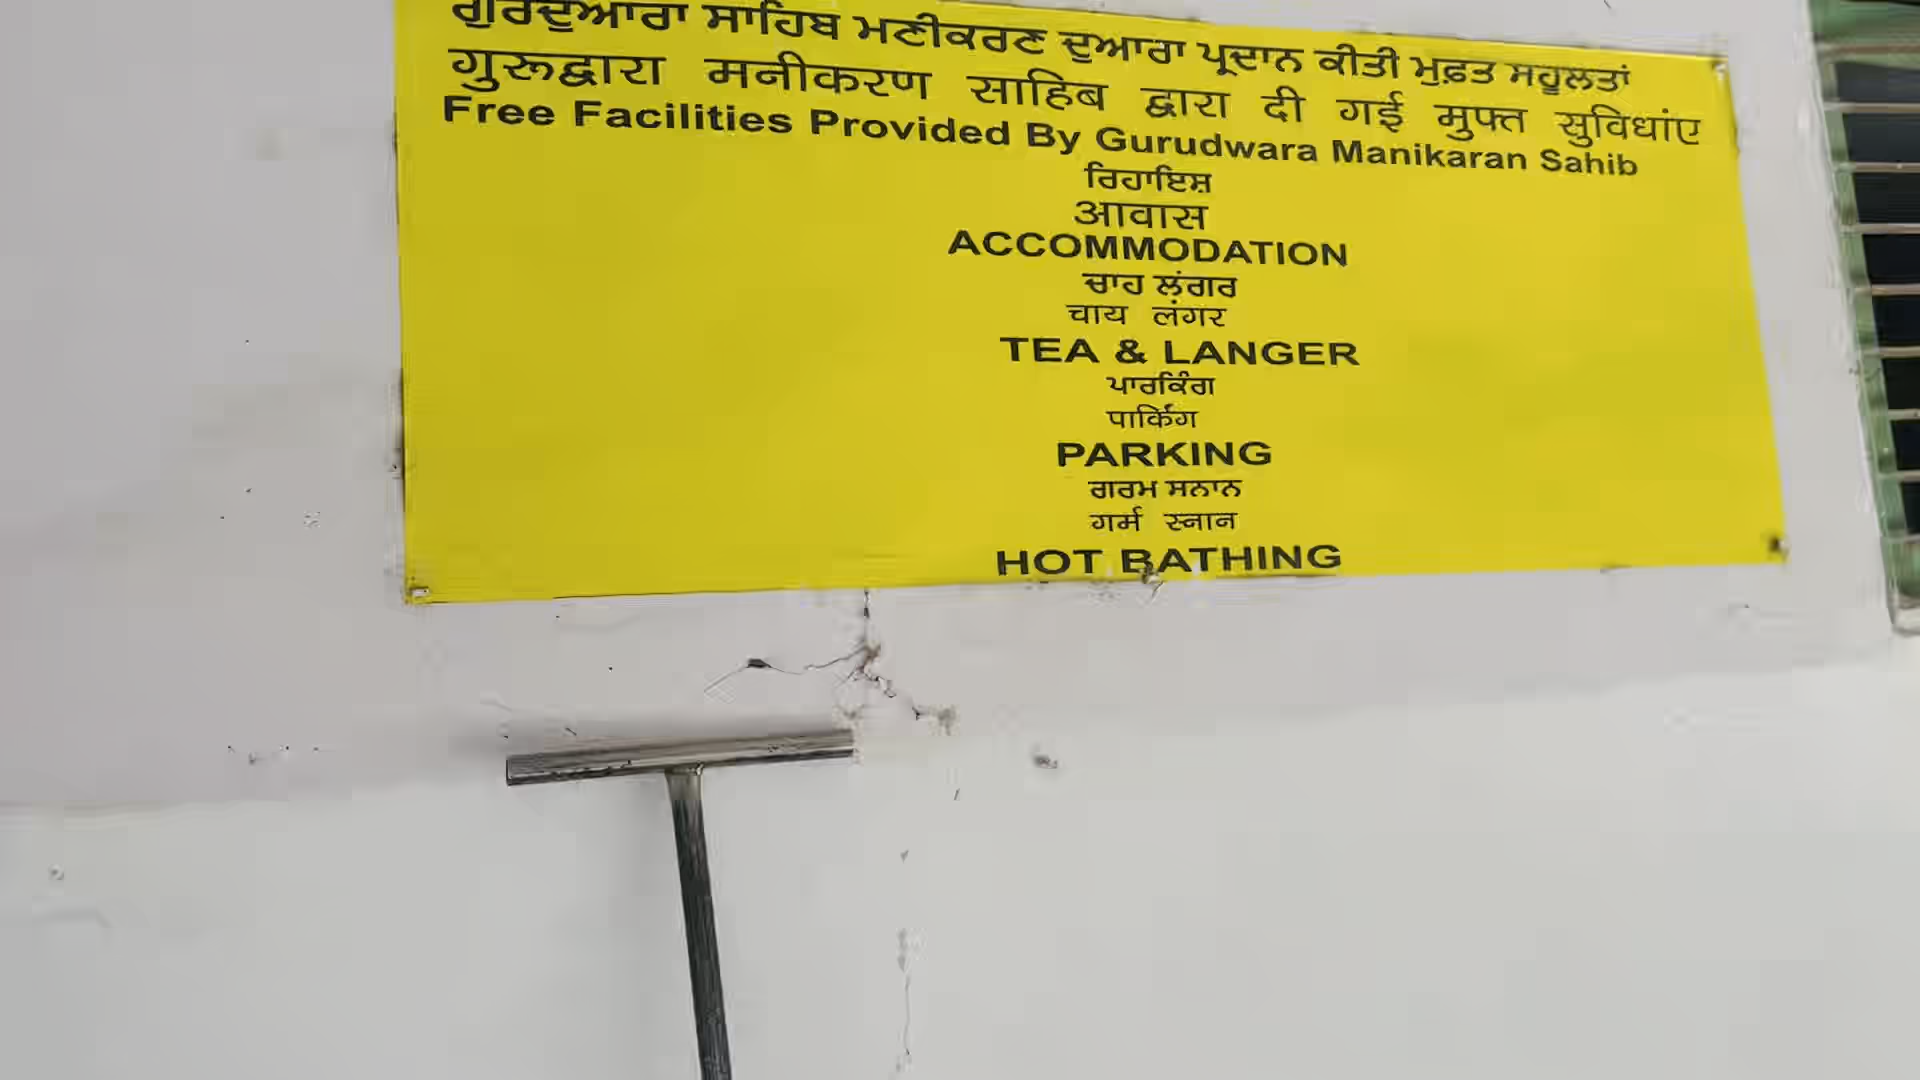 ਗੁਰਦੁਆਰਾ ਸਾਹਿਬ ਮਣੀਕਰਣ ਦੁਆਰਾ ਪ੍ਰਦਾਨ ਕੀਤੀ ਮੁਫ਼ਤ ਸਹੂਲਤਾਂ
गुरूद्वारा मनीकरण साहिब द्वारा दी गई मुफ्त सुविधांए
Free Facilities Provided By Gurudwara Manikaran Sahib
ਰਿਹਾਇਸ਼
आवास
ACCOMMODATION
ਚਾਹ ਲੰਗਰ
चाय लंगर
TEA & LANGER
ਪਾਰਕਿੰਗ
पार्किंग
PARKING
ਗਰਮ ਸਨਾਨ
गर्म स्नान
HOT BATHING